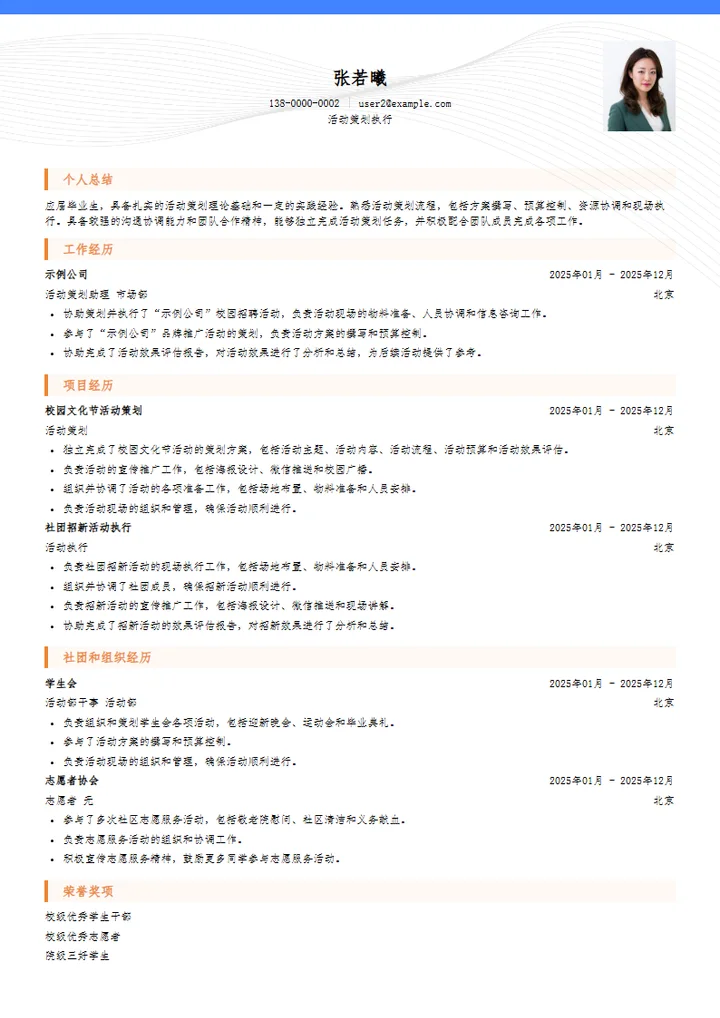 张若曦
138-0000-0002 user2@example.com
活动策划执行
个人总结
应届毕业生，具备扎实的活动策划理论基础和一定的实践经验。熟悉活动策划流程，包括方案撰写、预算控制、资源协调和现场执
行。具备较强的沟通协调能力和团队合作精神，能够独立完成活动策划任务，并积极配合团队成员完成各项工作。
工作经历
示例公司 2025年01月 - 2025年12月
活动策划助理 市场部 北京
• 协助策划并执行了“示例公司”校园招聘活动，负责活动现场的物料准备、人员协调和信息咨询工作。
• 参与了“示例公司”品牌推广活动的策划，负责活动方案的撰写和预算控制。
• 协助完成了活动效果评估报告，对活动效果进行了分析和总结，为后续活动提供了参考。
项目经历
校园文化节活动策划 2025年01月 - 2025年12月
活动策划 北京
• 独立完成了校园文化节活动的策划方案，包括活动主题、活动内容、活动流程、活动预算和活动效果评估。
• 负责活动的宣传推广工作，包括海报设计、微信推送和校园广播。
• 组织并协调了活动的各项准备工作，包括场地布置、物料准备和人员安排。
• 负责活动现场的组织和管理，确保活动顺利进行。
社团招新活动执行 2025年01月 - 2025年12月
活动执行 北京
• 负责社团招新活动的现场执行工作，包括场地布置、物料准备和人员安排。
• 组织并协调了社团成员，确保招新活动顺利进行。
• 负责招新活动的宣传推广工作，包括海报设计、微信推送和现场讲解。
• 协助完成了招新活动的效果评估报告，对招新效果进行了分析和总结。
社团和组织经历
学生会 2025年01月 - 2025年12月
活动部干事 活动部 北京
• 负责组织和策划学生会各项活动，包括迎新晚会、运动会和毕业典礼。
• 参与了活动方案的撰写和预算控制。
• 负责活动现场的组织和管理，确保活动顺利进行。
志愿者协会 2025年01月 - 2025年12月
志愿者 无 北京
• 参与了多次社区志愿服务活动，包括敬老院慰问、社区清洁和义务献血。
• 负责志愿服务活动的组织和协调工作。
• 积极宣传志愿服务精神，鼓励更多同学参与志愿服务活动。
荣誉奖项
校级优秀学生干部
校级优秀志愿者
院级三好学生